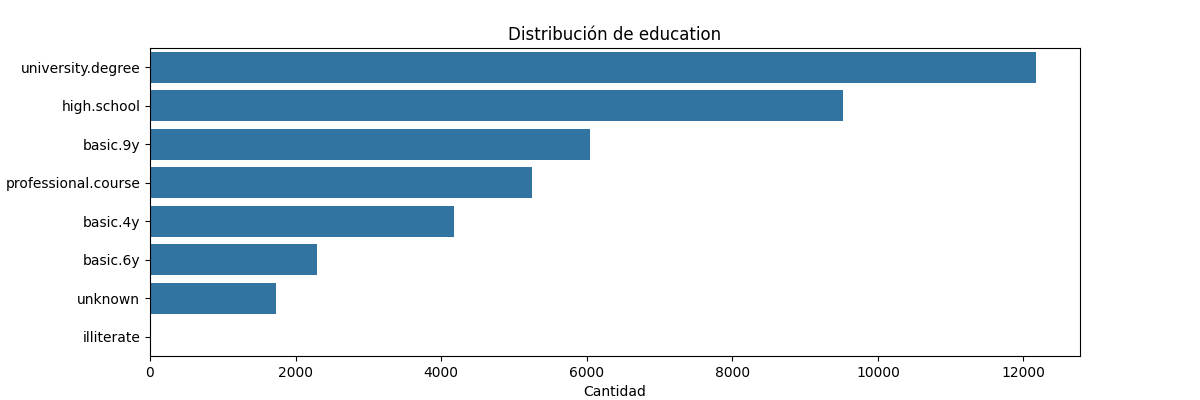 Distribución de education
university.degree
high.school
basic.9y
professional.course
basic.4y
basic.6y
unknown
illiterate
0 2000 4000 6000 8000 10000 12000
Cantidad